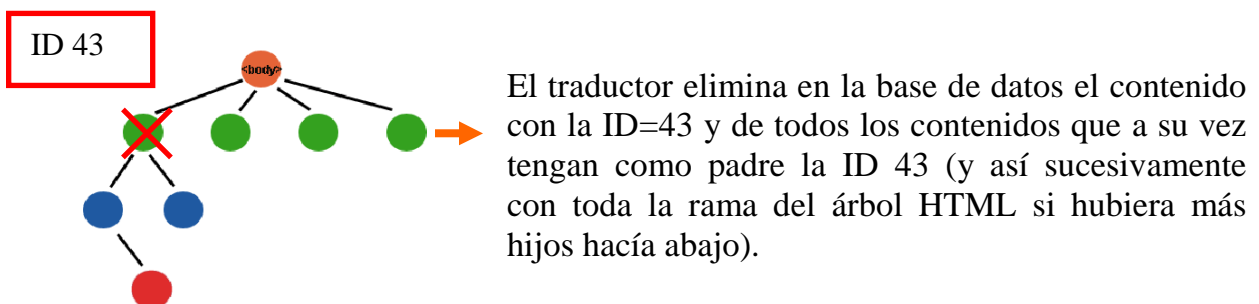 ID 43
<body>
El traductor elimina en la base de datos el contenido
con la ID=43 y de todos los contenidos que a su vez
tengan como padre la ID 43 (y así sucesivamente
con toda la rama del árbol HTML si hubiera más
hijos hacía abajo).